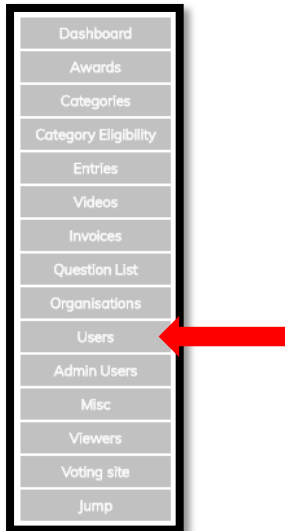 Dashboard
Awards
Categories
Category Eligibility
Entries
Videos
Invoices
Question List
Organisations
Users
Admin Users
Misc
Viewers
Voting site
Jump